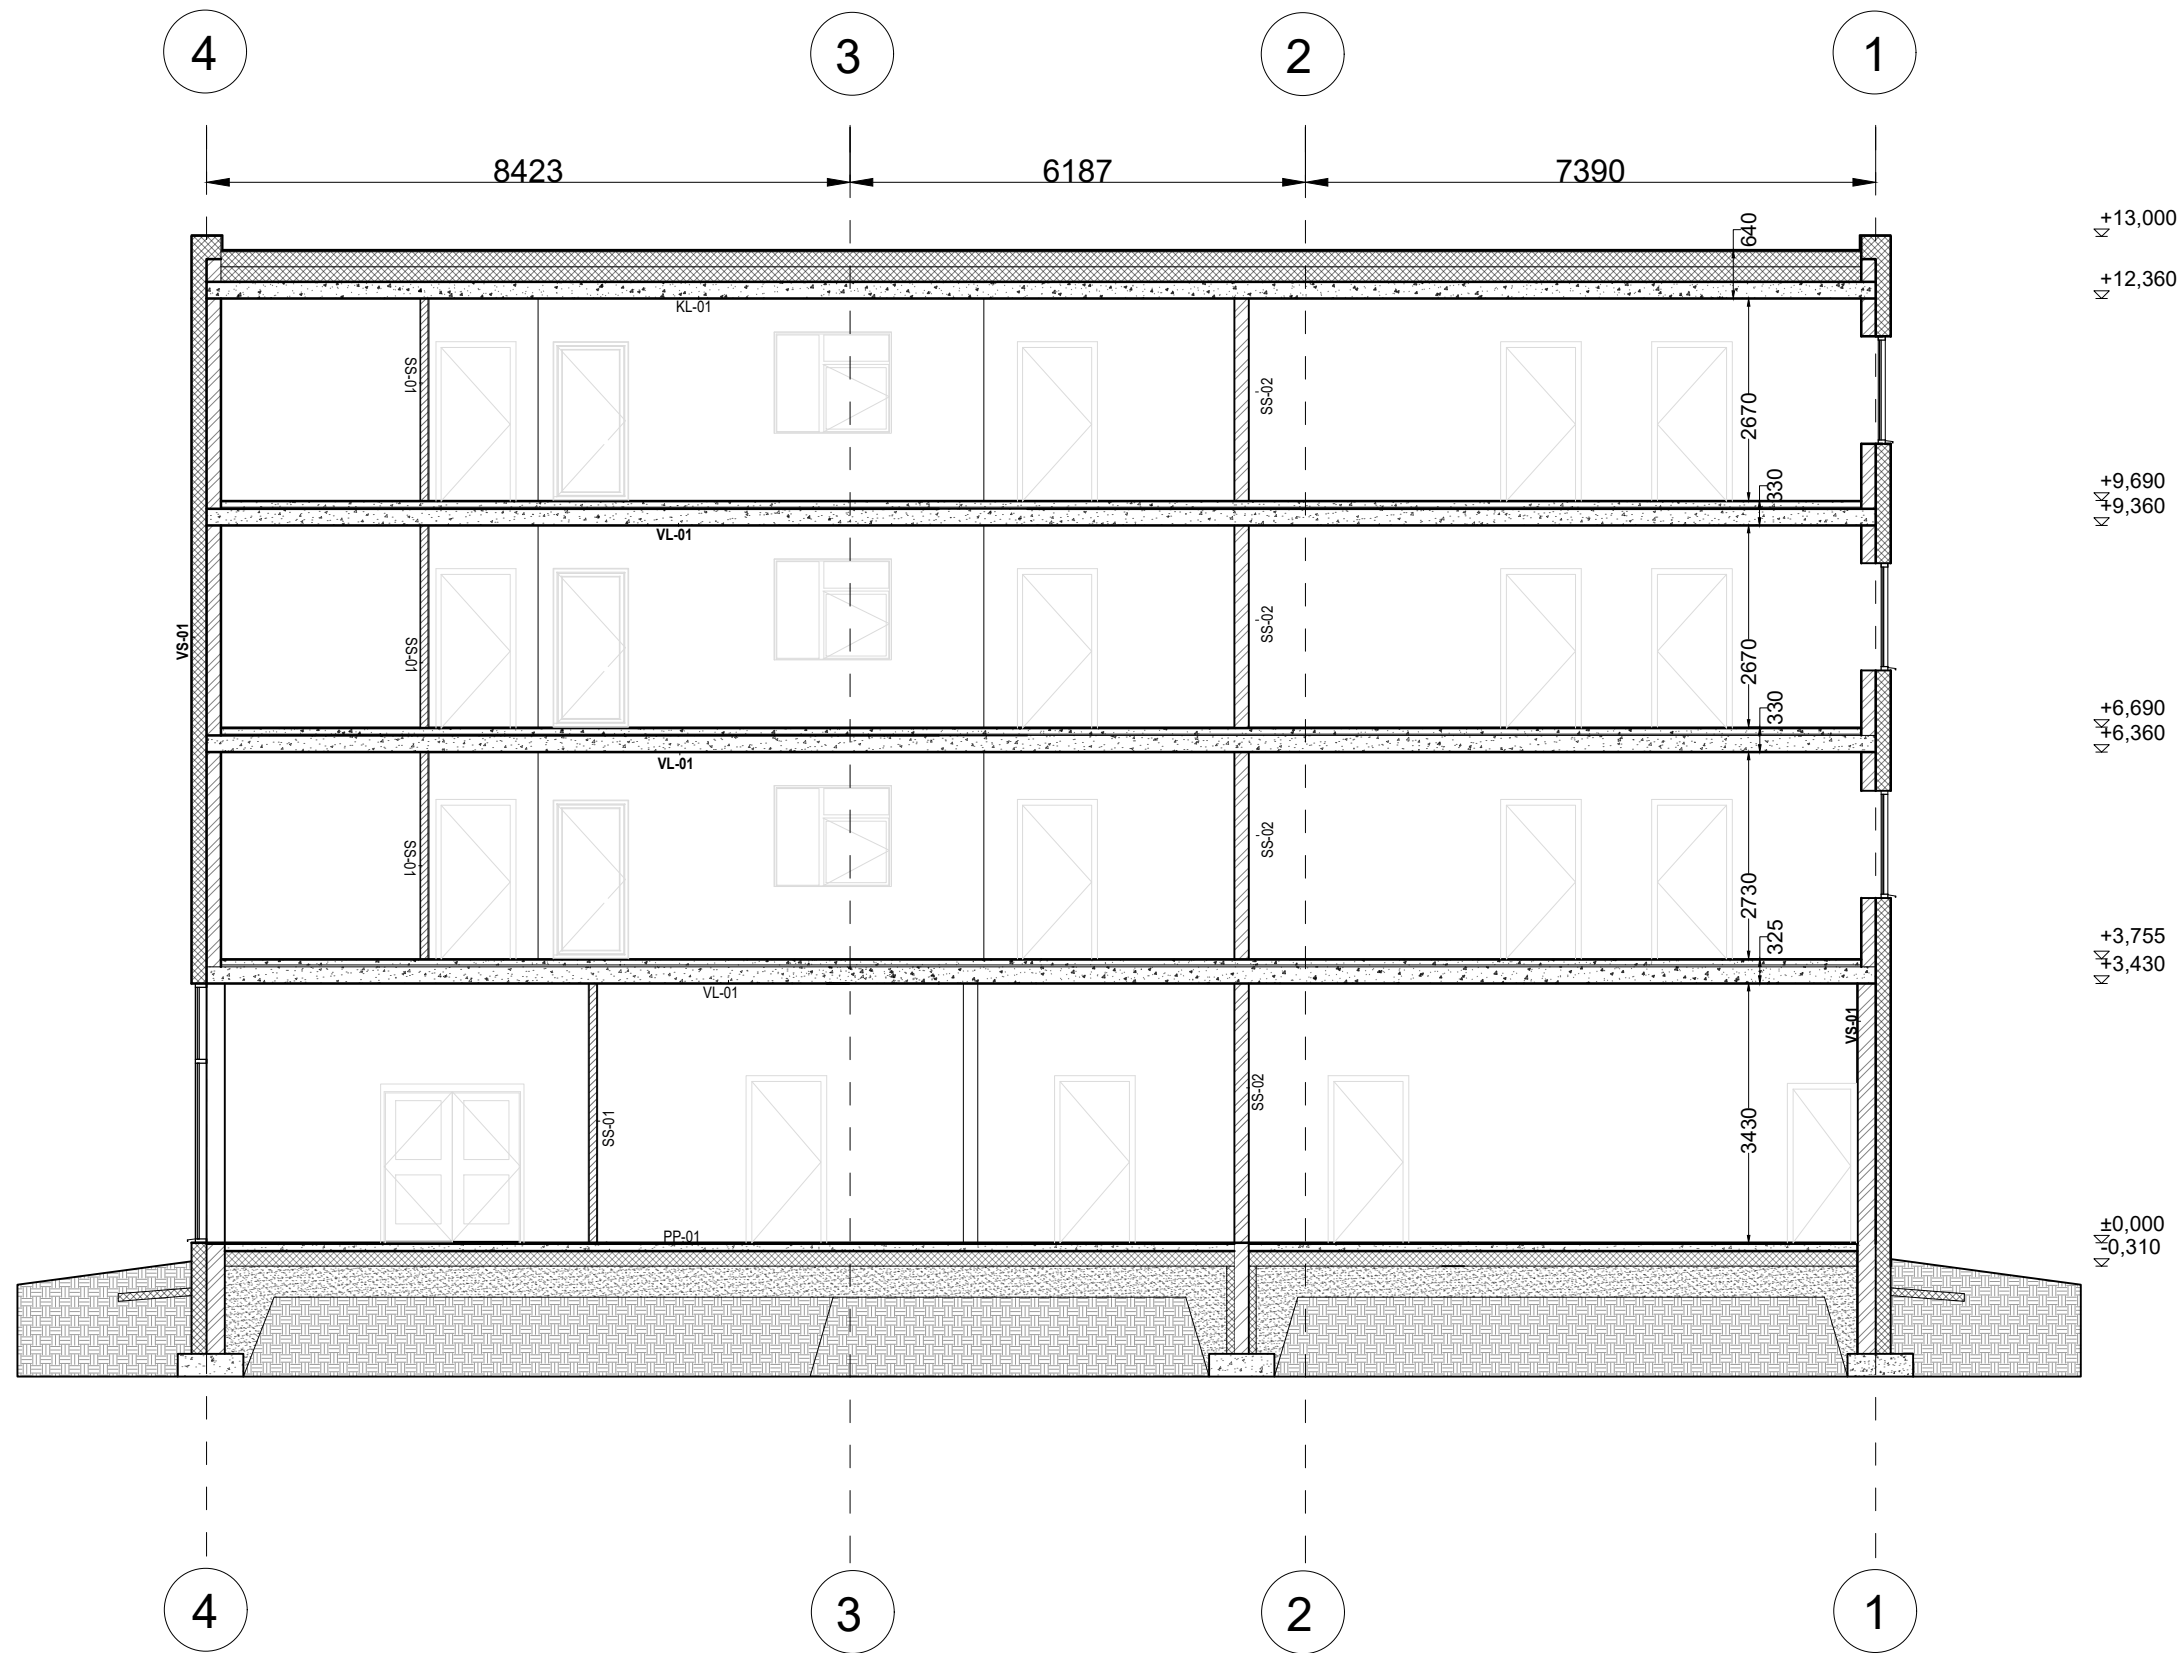 4 3 2 1
8423 6187 7390
640
+13,000
+12,360
KL-01
SS-01
SS-02
2670
330
+9,690
+9,360
VL-01
VS-01
SS-01
SS-02
2670
330
+6,690
+6,360
VL-01
SS-01
SS-02
2730
325
+3,755
+3,430
VL-01
VS-01
SS-01
SS-02
3430
PP-01
±0,000
-0,310
4 3 2 1